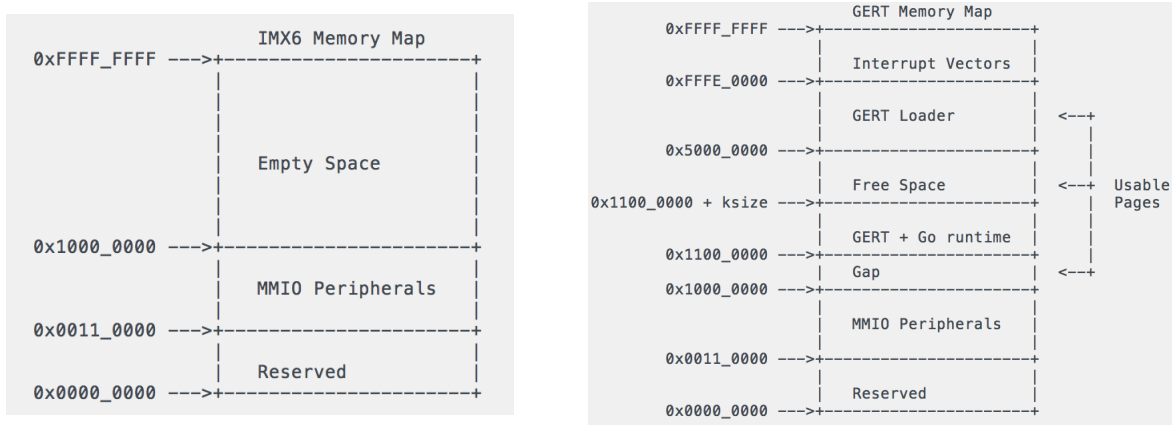 IMX6 Memory Map
0xFFFF_FFFF --->+-----------------------+
Empty Space
0x1000_0000 --->+-----------------------+
MMIO Peripherals
0x0011_0000 --->+-----------------------+
Reserved
0x0000_0000 --->+-----------------------+
GERT Memory Map
0xFFFF_FFFF --->+-----------------------+
Interrupt Vectors
0xFFFE_0000 --->+-----------------------+
GERT Loader <--+
0x5000_0000 --->+-----------------------+
Free Space <--+ Usable
0x1100_0000 + ksize --->+-----------------------+ Pages
GERT + Go runtime
0x1100_0000 --->+-----------------------+
Gap <--+
0x1000_0000 --->+-----------------------+
MMIO Peripherals
0x0011_0000 --->+-----------------------+
Reserved
0x0000_0000 --->+-----------------------+